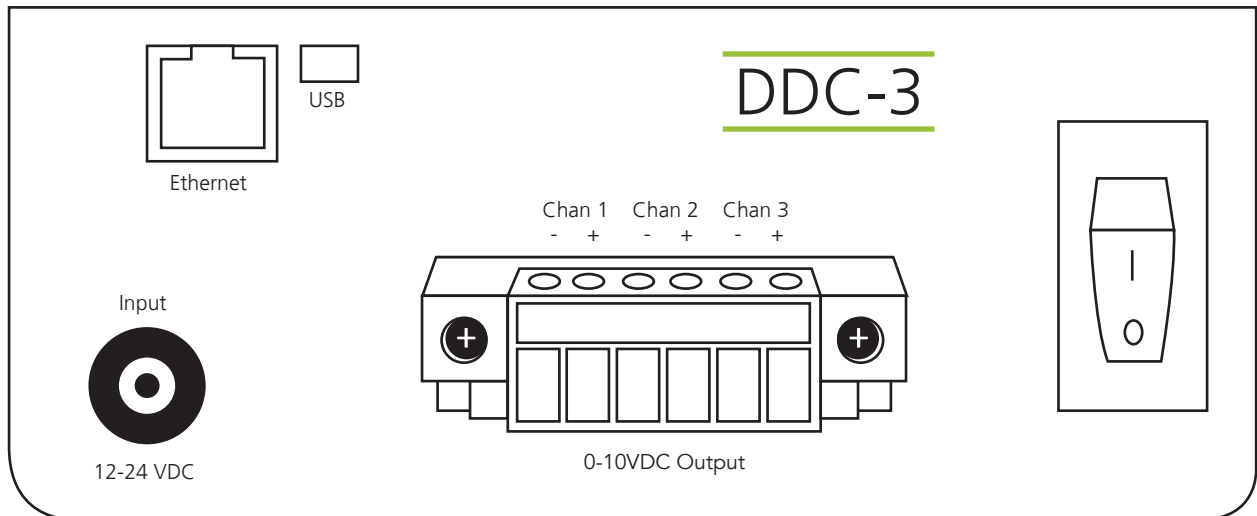 DDC-3
USB
Ethernet
Chan 1 Chan 2 Chan 3
- + - + - +
Input
12-24 VDC
0-10VDC Output
I
O